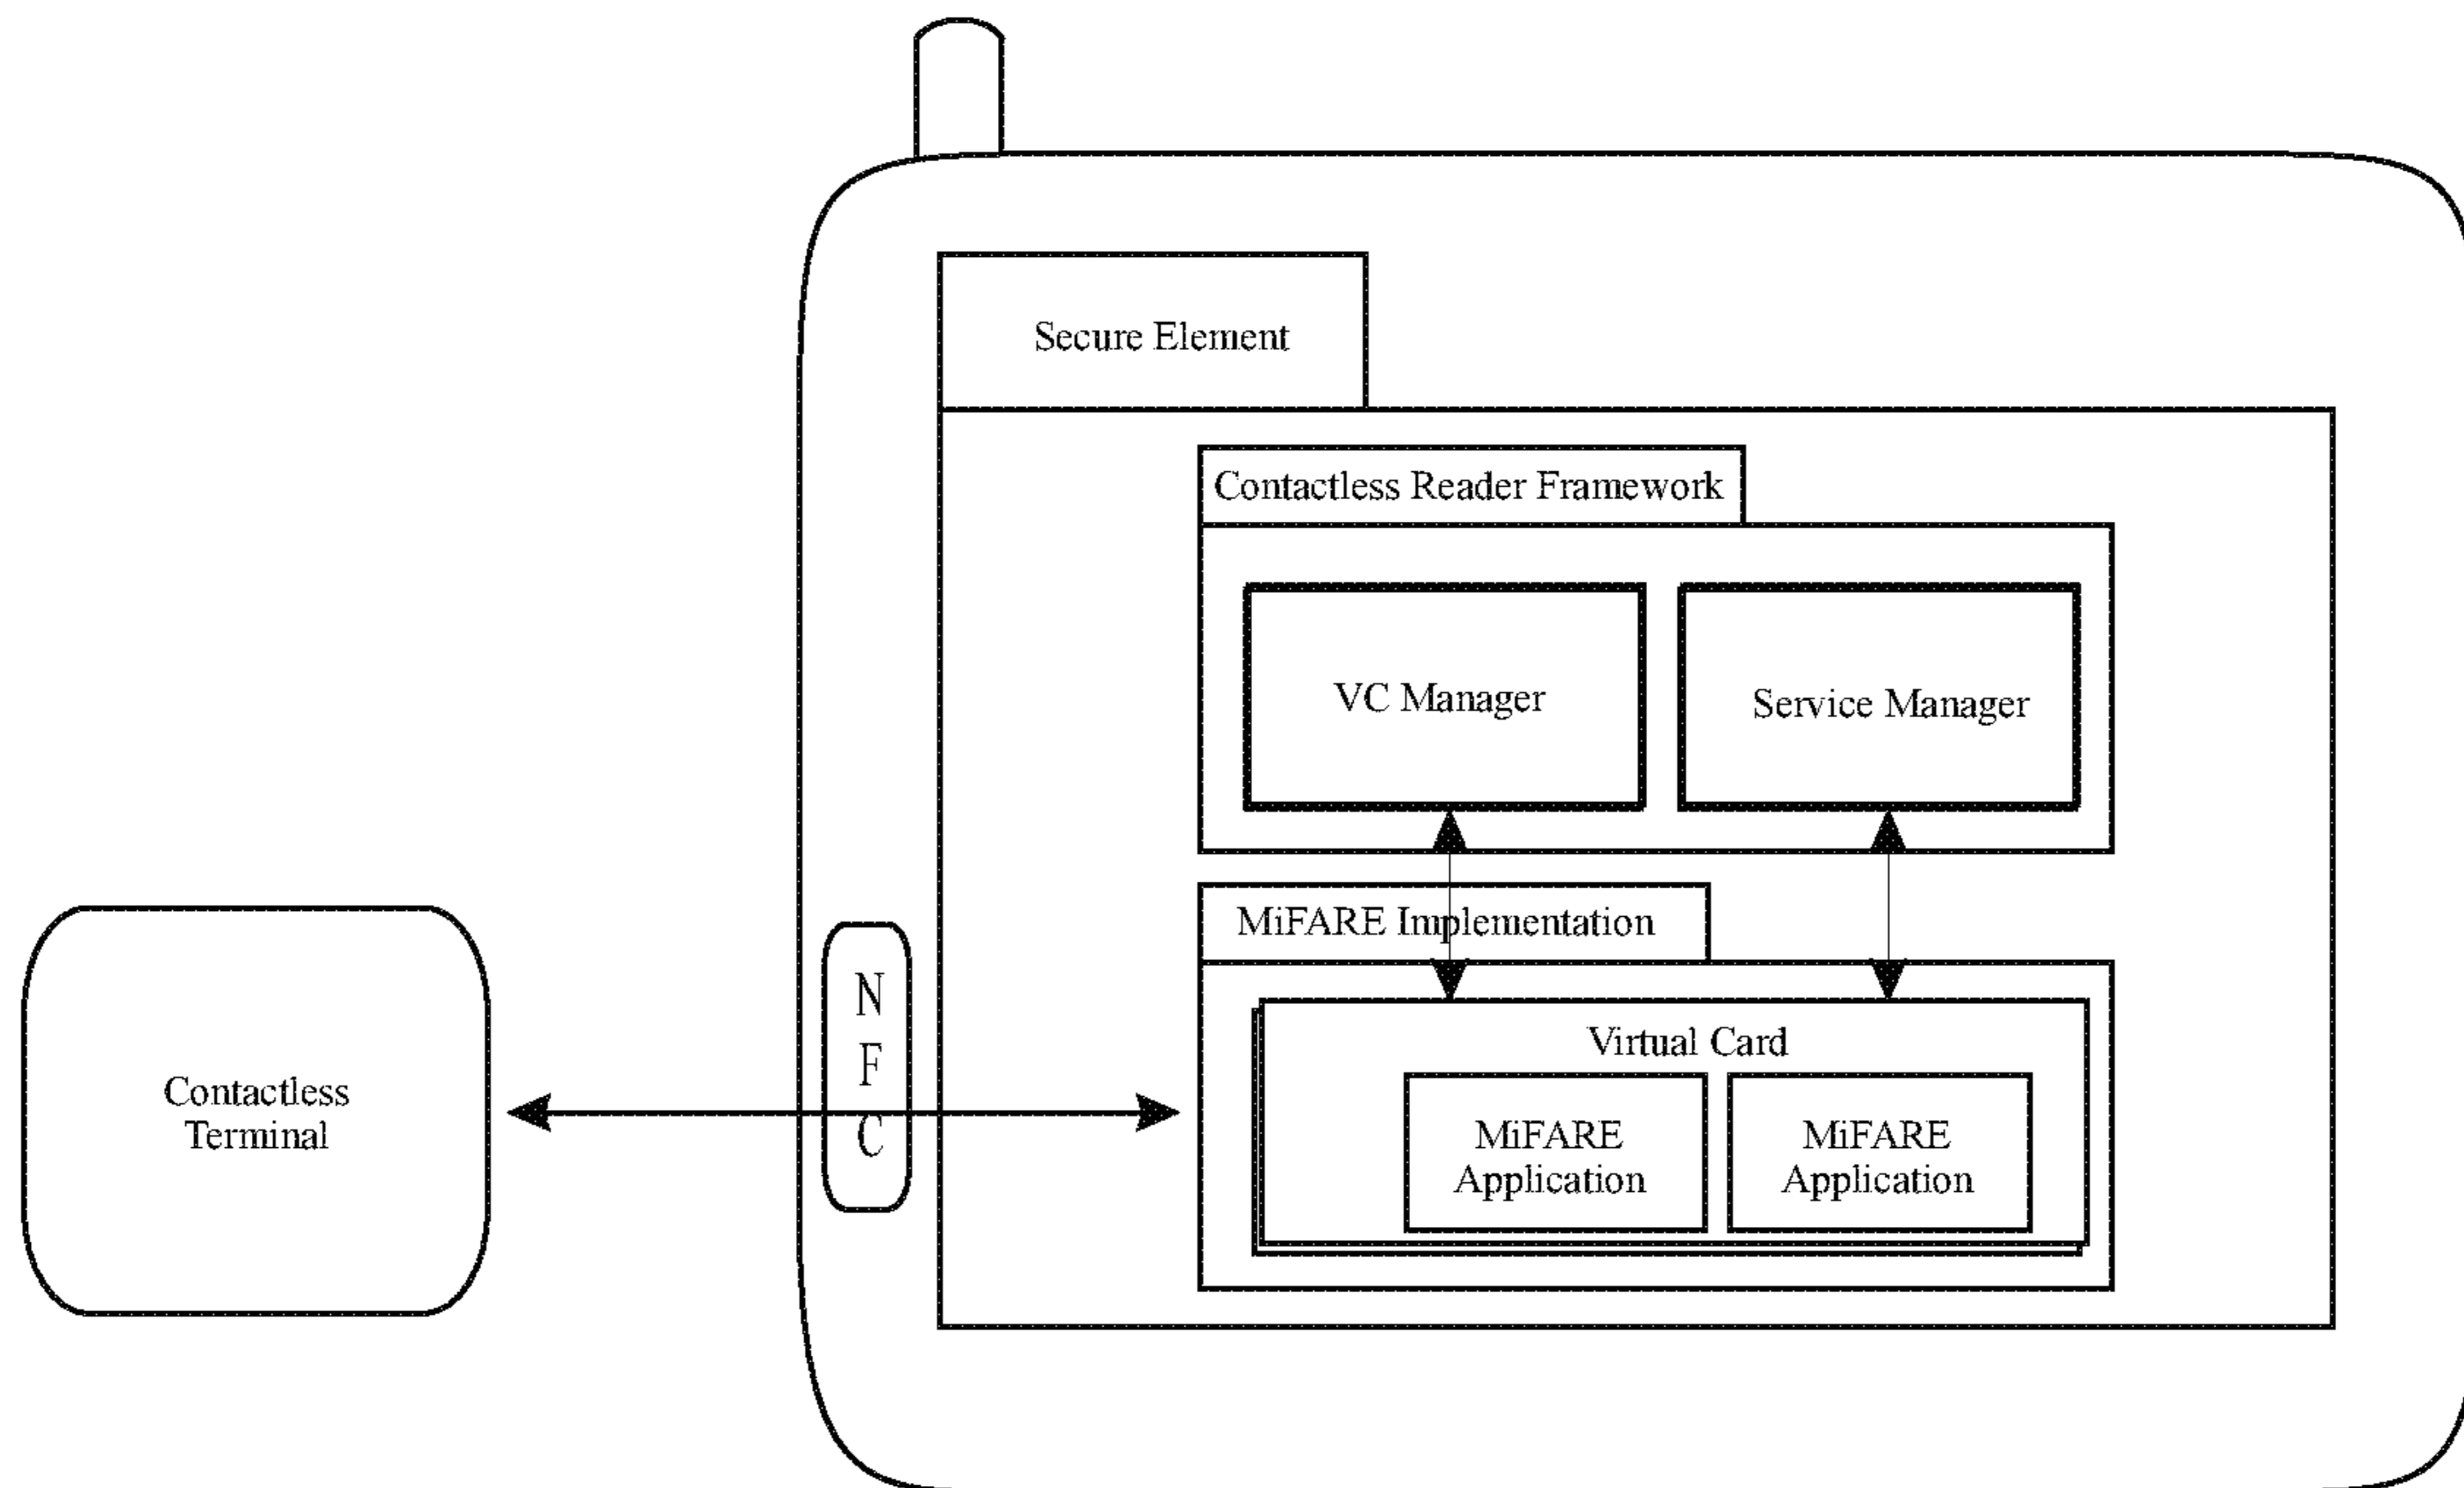 Secure Element
Contactless Reader Framework
VC Manager
Service Manager
MiFARE Implementation
N
F
C
Virtual Card
Contactless
Terminal
MiFARE
Application
MiFARE
Application